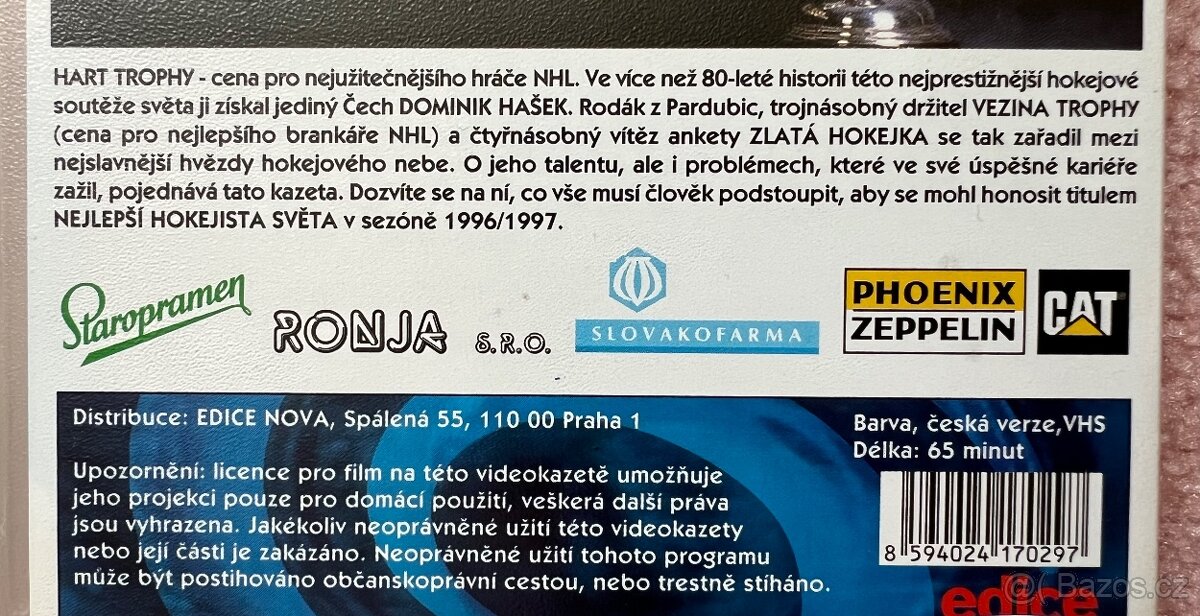 HART TROPHY - cena pro nejužitečnějšího hráče NHL. Ve více než 80-leté historii této nejprestižnější hokejové
soutěže světa ji získal jediný Čech DOMINIK HAŠEK. Rodák z Pardubic, trojnásobný držitel VEZINA TROPHY
(cena pro nejlepšího brankáře NHL) a čtyřnásobný vítěz ankety ZLATÁ HOKEJKA se tak zařadil mezi
nejslavnější hvězdy hokejového nebe. O jeho talentu, ale i problémech, které ve své úspěšné kariéře
zažil, pojednává tato kazeta. Dozvíte se na ní, co vše musí člověk podstoupit, aby se mohl honosit titulem
NEJLEPŠÍ HOKEJISTA SVĚTA v sezóně 1996/1997.
Staropramen
RONJA s.r.o.
SLOVAKOFARMA
PHOENIX
ZEPPELIN
CAT
Distribuce: EDICE NOVA, Spálená 55, 110 00 Praha 1
Barva, česká verze,VHS
Délka: 65 minut
Upozornění: licence pro film na této videokazetě umožňuje
jeho projekci pouze pro domácí použití, veškerá další práva
jsou vyhrazena. Jakékoliv neoprávněné užití této videokazety
nebo její části je zakázáno. Neoprávněné užití tohoto programu
může být postihováno občanskoprávní cestou, nebo trestně stíháno.
8 594024 170297
edice
Bazos.cz